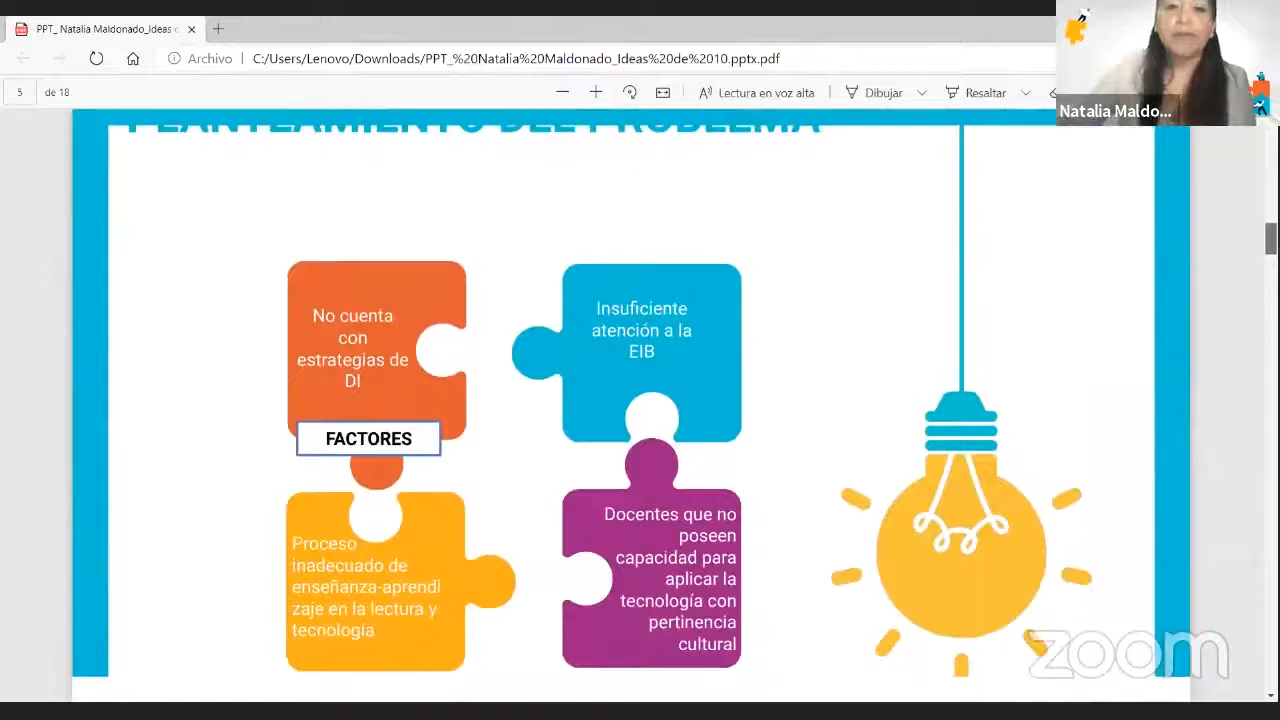 PPT_ Natalia Maldonado_Ideas
Archivo
C:/Users/Lenovo/Downloads/PPT_%20Natalia%20Maldonado_Ideas%20de%2010.pptx.pdf
5 de 18
Lectura en voz alta
Dibujar
Resaltar
Natalia Maldo...
PLANTEAMIENTO DEL PROBLEMA
No cuenta
con
estrategias de
DI
Insuficiente
atención a la
EIB
FACTORES
Proceso
inadecuado de
enseñanza-aprendi
zaje en la lectura y
tecnología
Docentes que no
poseen
capacidad para
aplicar la
tecnología con
pertinencia
cultural
zoom